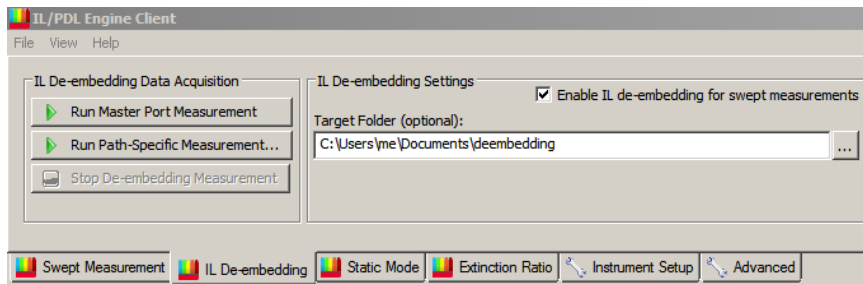 IL/PDL Engine Client
File View Help
IL De-embedding Data Acquisition
Run Master Port Measurement
Run Path-Specific Measurement...
Stop De-embedding Measurement
IL De-embedding Settings
Enable IL de-embedding for swept measurements
Target Folder (optional):
C:\Users\me\Documents\deembedding
...
Swept Measurement IL De-embedding Static Mode Extinction Ratio Instrument Setup Advanced